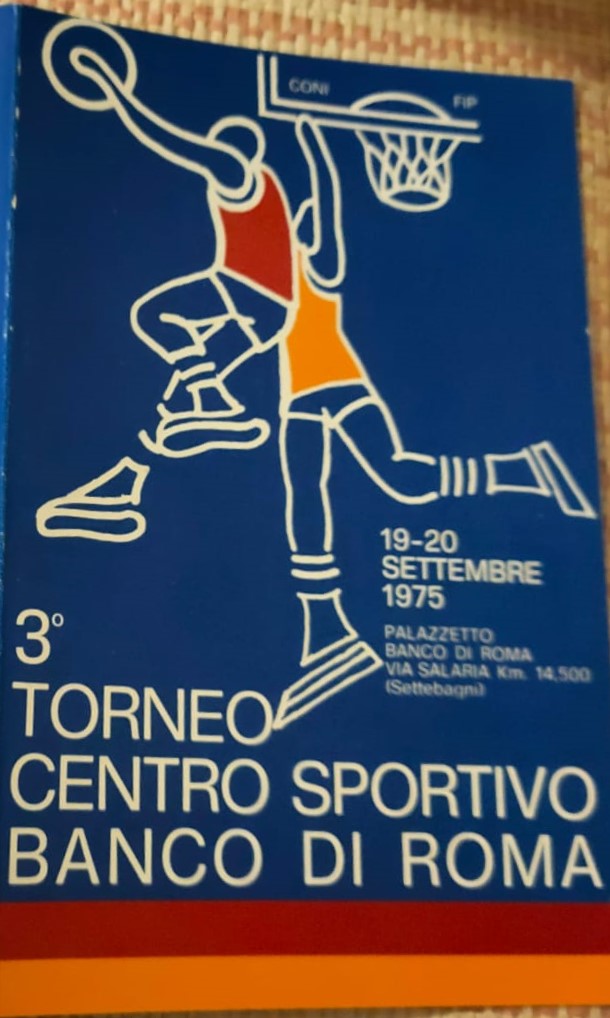 CONI
FIP
19-20
SETTEMBRE
1975
PALAZZETTO
BANCO DI ROMA
VIA SALARIA Km. 14,500
(Settebagni)
3º
TORNEO
CENTRO SPORTIVO
BANCO DI ROMA